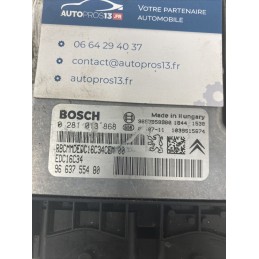 AUTOPROS13.FR
VOTRE PARTENAIRE
AUTOMOBILE
06 64 29 40 37
contact@autopros13.fr
autopros13.fr
BOSCH
Made in Hungary
0 281 013 868
1039S15574
EDC16C34
96 637 554 80